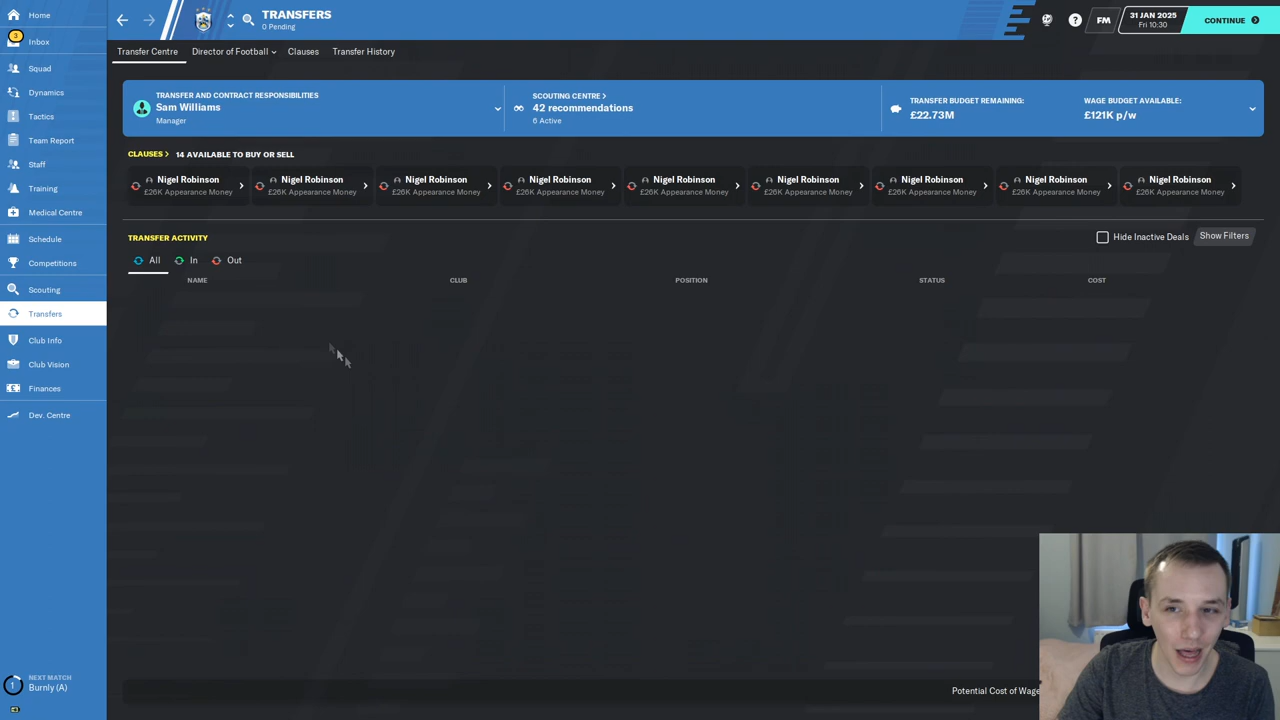 Home
3
Inbox
Squad
Dynamics
Tactics
Team Report
Staff
Training
Medical Centre
Schedule
Competitions
Scouting
Transfers
Club Info
Club Vision
Finances
Dev. Centre
1
NEXT MATCH
Burnly (A)
TRANSFERS
0 Pending
?
FM
31 JAN 2025
Fri 10:30
CONTINUE
Transfer Centre Director of Football Clauses Transfer History
TRANSFER AND CONTRACT RESPONSIBILITIES
Sam Williams
Manager
SCOUTING CENTRE >
42 recommendations
6 Active
TRANSFER BUDGET REMAINING:
£22.73M
WAGE BUDGET AVAILABLE:
£121K p/w
CLAUSES > 14 AVAILABLE TO BUY OR SELL
Nigel Robinson
£26K Appearance Money
Nigel Robinson
£26K Appearance Money
Nigel Robinson
£26K Appearance Money
Nigel Robinson
£26K Appearance Money
Nigel Robinson
£26K Appearance Money
Nigel Robinson
£26K Appearance Money
Nigel Robinson
£26K Appearance Money
Nigel Robinson
£26K Appearance Money
Nigel Robinson
£26K Appearance Money
TRANSFER ACTIVITY
Hide Inactive Deals Show Filters
All In Out
NAME CLUB POSITION STATUS COST
Potential Cost of Wage